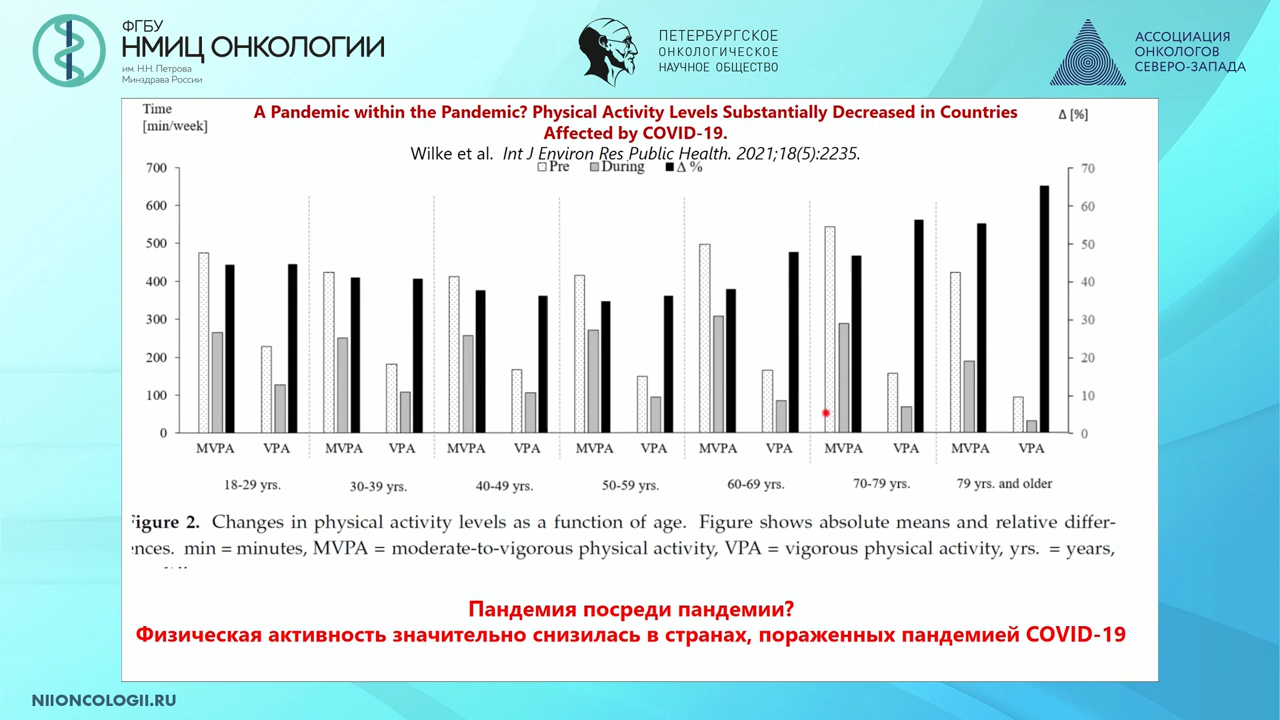 ФГБУ
НМИЦ ОНКОЛОГИИ
им. Н.Н. Петрова
Минздрава России
ПЕТЕРБУРГСКОЕ
ОНКОЛОГИЧЕСКОЕ
НАУЧНОЕ ОБЩЕСТВО
АССОЦИАЦИЯ
ОНКОЛОГОВ
СЕВЕРО-ЗАПАДА
A Pandemic within the Pandemic? Physical Activity Levels Substantially Decreased in Countries
Affected by COVID-19.
Wilke et al. Int J Environ Res Public Health. 2021;18(5):2235.
Time
[min/week]
Δ [%]
Pre During Δ %
700
600
500
400
300
200
100
0
70
60
50
40
30
20
10
0
MVPA VPA MVPA VPA MVPA VPA MVPA VPA MVPA VPA MVPA VPA MVPA VPA
18-29 yrs. 30-39 yrs. 40-49 yrs. 50-59 yrs. 60-69 yrs. 70-79 yrs. 79 yrs. and older
igure 2. Changes in physical activity levels as a function of age. Figure shows absolute means and relative differ-
nces. min = minutes, MVPA = moderate-to-vigorous physical activity, VPA = vigorous physical activity, yrs. = years,
Пандемия посреди пандемии?
Физическая активность значительно снизилась в странах, пораженных пандемией COVID-19
NIIONCOLOGII.RU